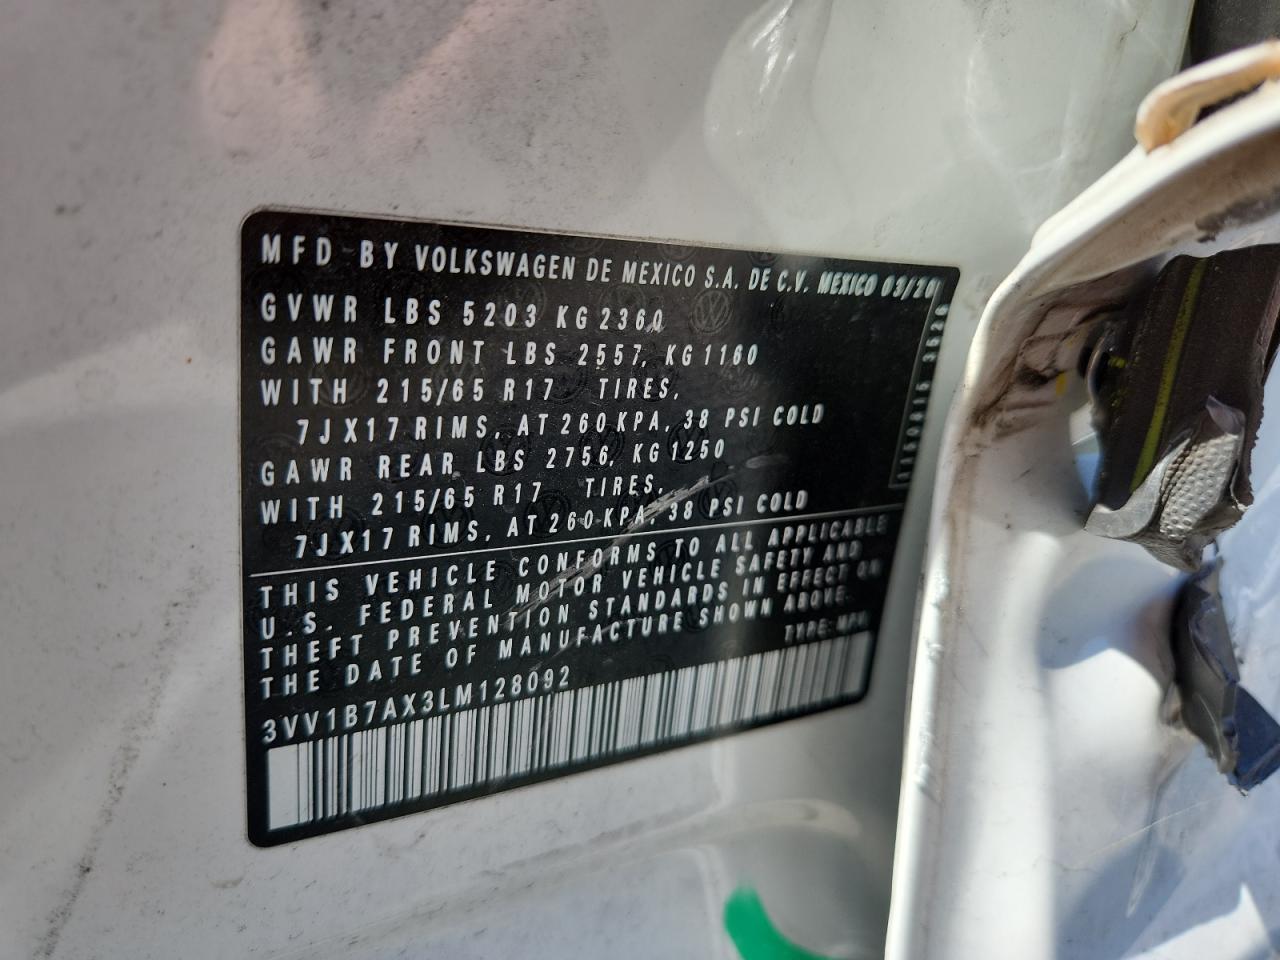 MFD BY VOLKSWAGEN DE MEXICO S.A. DE C.V. MEXICO 03/20
GVWR LBS 5203 KG 2360
GAWR FRONT LBS 2557, KG 1160
WITH 215/65 R17 TIRES,
7JX17 RIMS, AT 260 KPA, 38 PSI COLD
GAWR REAR LBS 2756, KG 1250
WITH 215/65 R17 TIRES,
7JX17 RIMS, AT 260 KPA, 38 PSI COLD
THIS VEHICLE CONFORMS TO ALL APPLICABLE
U.S. FEDERAL MOTOR VEHICLE SAFETY AND
THEFT PREVENTION STANDARDS IN EFFECT ON
THE DATE OF MANUFACTURE SHOWN ABOVE.
TYPE: MPV
3VV1B7AX3LM128092